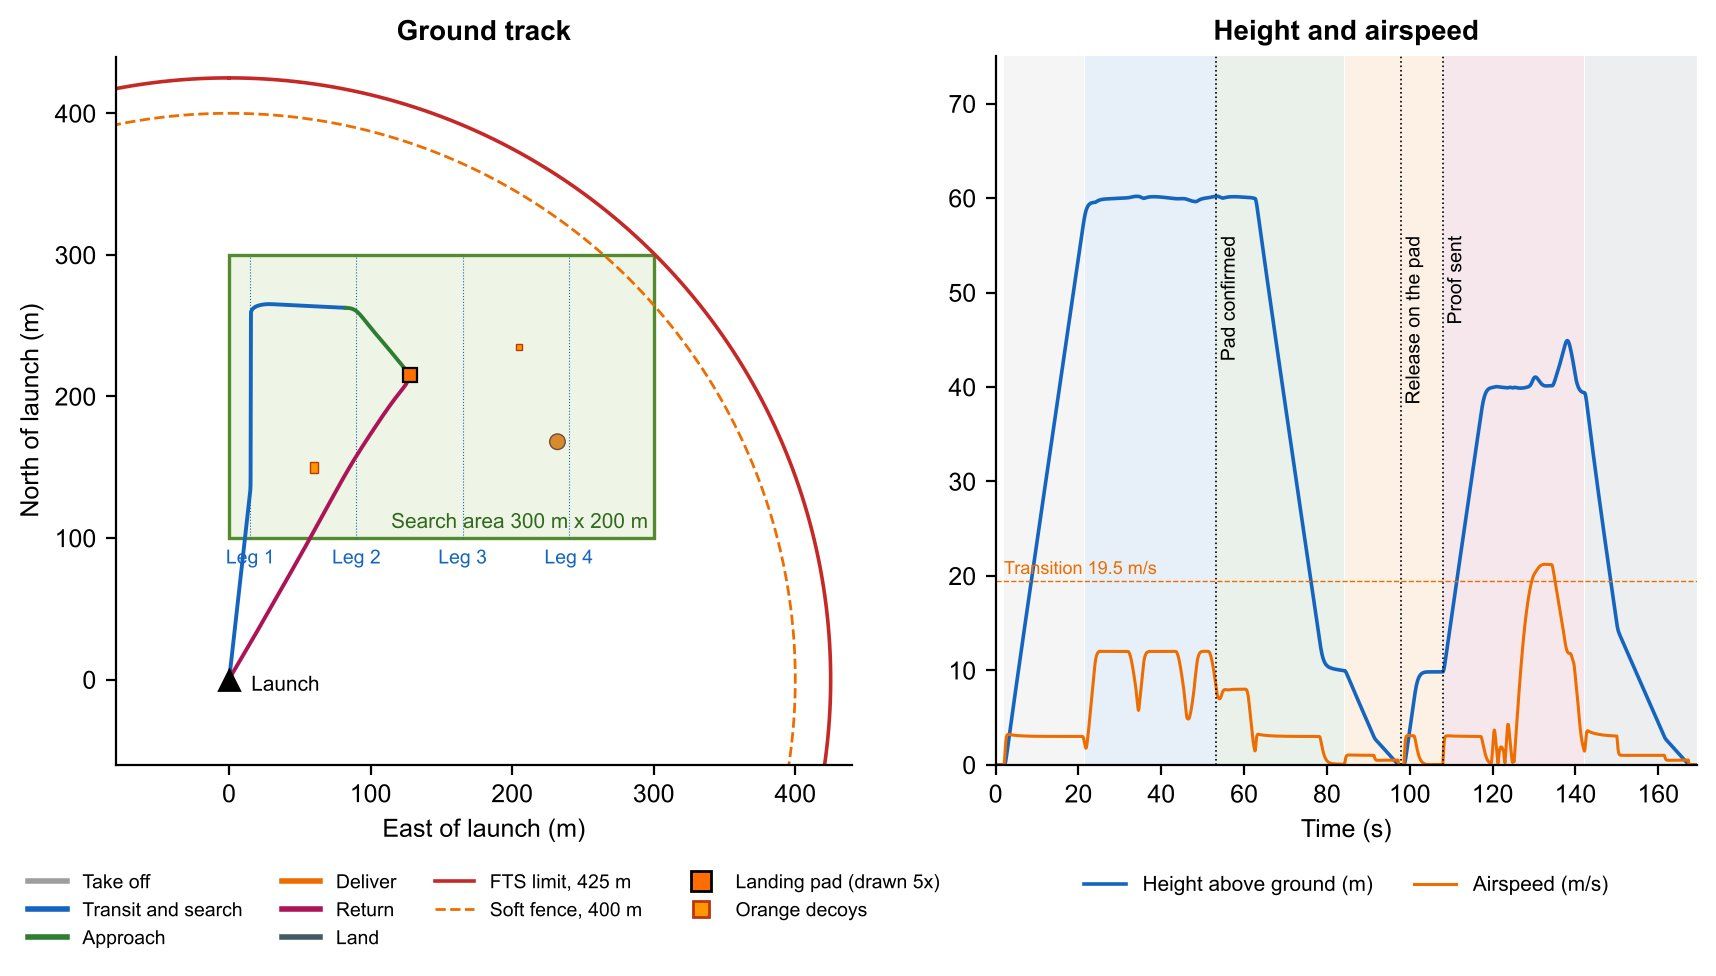 Ground track
North of launch (m)
400
300
200
100
0
Search area 300 m x 200 m
Leg 1 Leg 2 Leg 3 Leg 4
Launch
0 100 200 300 400
East of launch (m)
Height and airspeed
70
60
50
40
30
20
10
0
Pad confirmed
Release on the pad
Proof sent
Transition 19.5 m/s
0 20 40 60 80 100 120 140 160
Time (s)
Take off
Transit and search
Approach
Deliver
Return
Land
FTS limit, 425 m
Soft fence, 400 m
Landing pad (drawn 5x)
Orange decoys
Height above ground (m)
Airspeed (m/s)